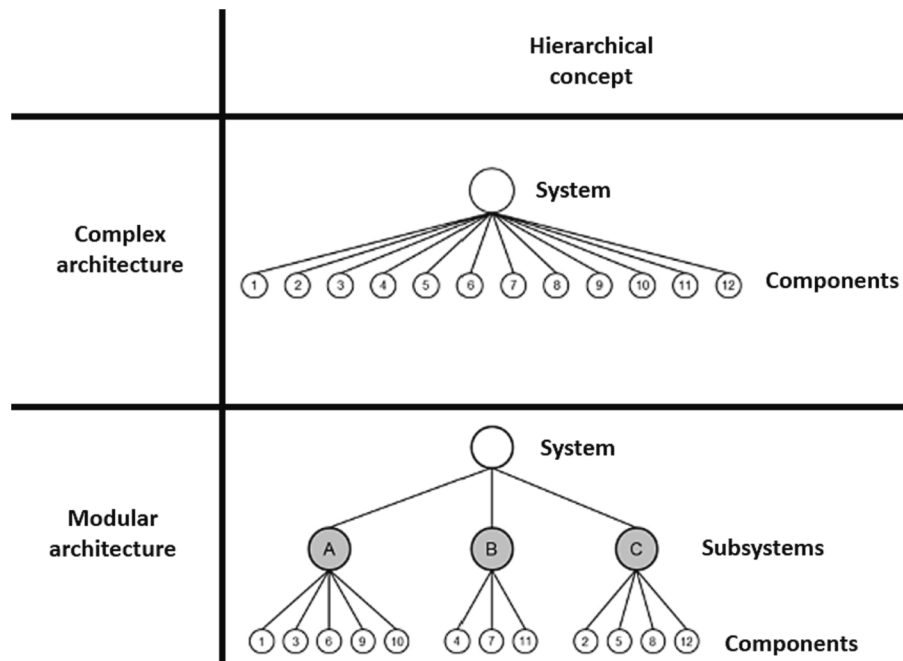 Hierarchical
concept
Complex
architecture
System
1 2 3 4 5 6 7 8 9 10 11 12
Components
Modular
architecture
System
A B C
Subsystems
1 3 6 9 10 4 7 11 2 5 8 12
Components